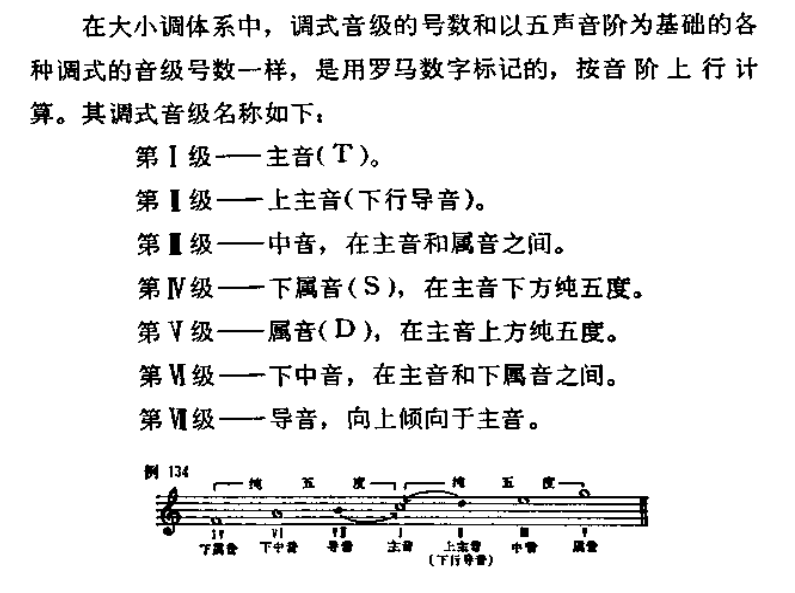 在大小调体系中，调式音级的号数和以五声音阶为基础的各
种调式的音级号数一样，是用罗马数字标记的，按音阶上行计
算。其调式音级名称如下：
第Ⅰ级——主音(T)。
第Ⅱ级——上主音(下行导音)。
第Ⅲ级——中音，在主音和属音之间。
第Ⅳ级——下属音(S)，在主音下方纯五度。
第Ⅴ级——属音(D)，在主音上方纯五度。
第Ⅵ级——下中音，在主音和下属音之间。
第Ⅶ级——导音，向上倾向于主音。
例 134
纯 五 度 纯 五 度
IV VI VII I II III V
下属音 下中音 导音 主音 上主音 中音 属音
(下行导音)